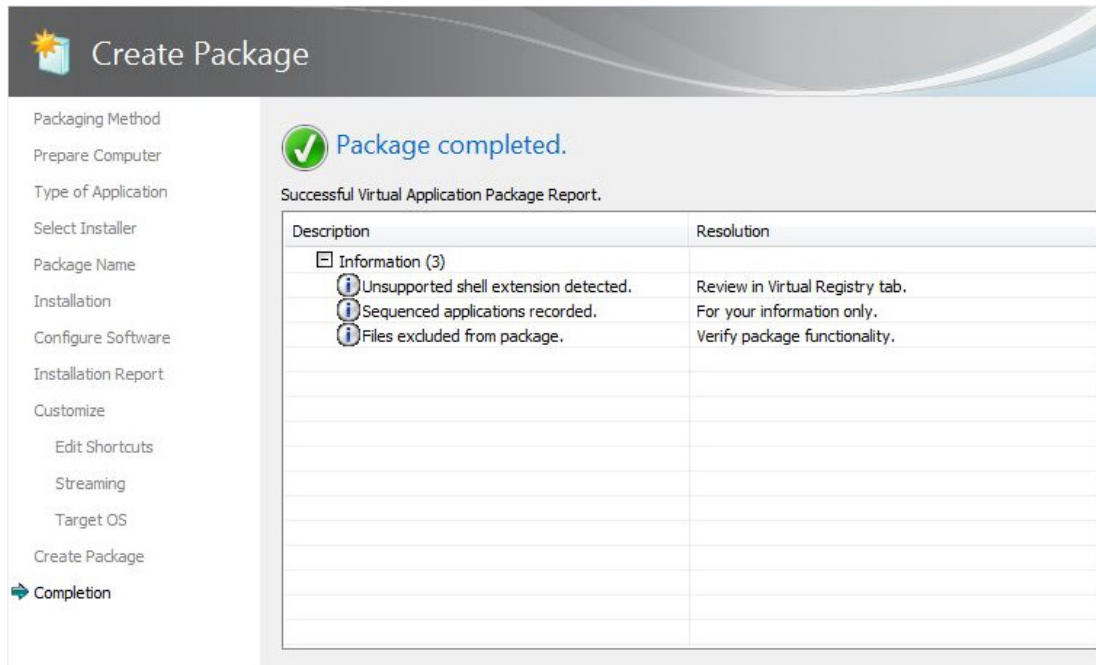 Create Package
Packaging Method
Prepare Computer
Type of Application
Select Installer
Package Name
Installation
Configure Software
Installation Report
Customize
Edit Shortcuts
Streaming
Target OS
Create Package
Completion
Package completed.
Successful Virtual Application Package Report.
Description Resolution
Information (3)
Unsupported shell extension detected. Review in Virtual Registry tab.
Sequenced applications recorded. For your information only.
Files excluded from package. Verify package functionality.